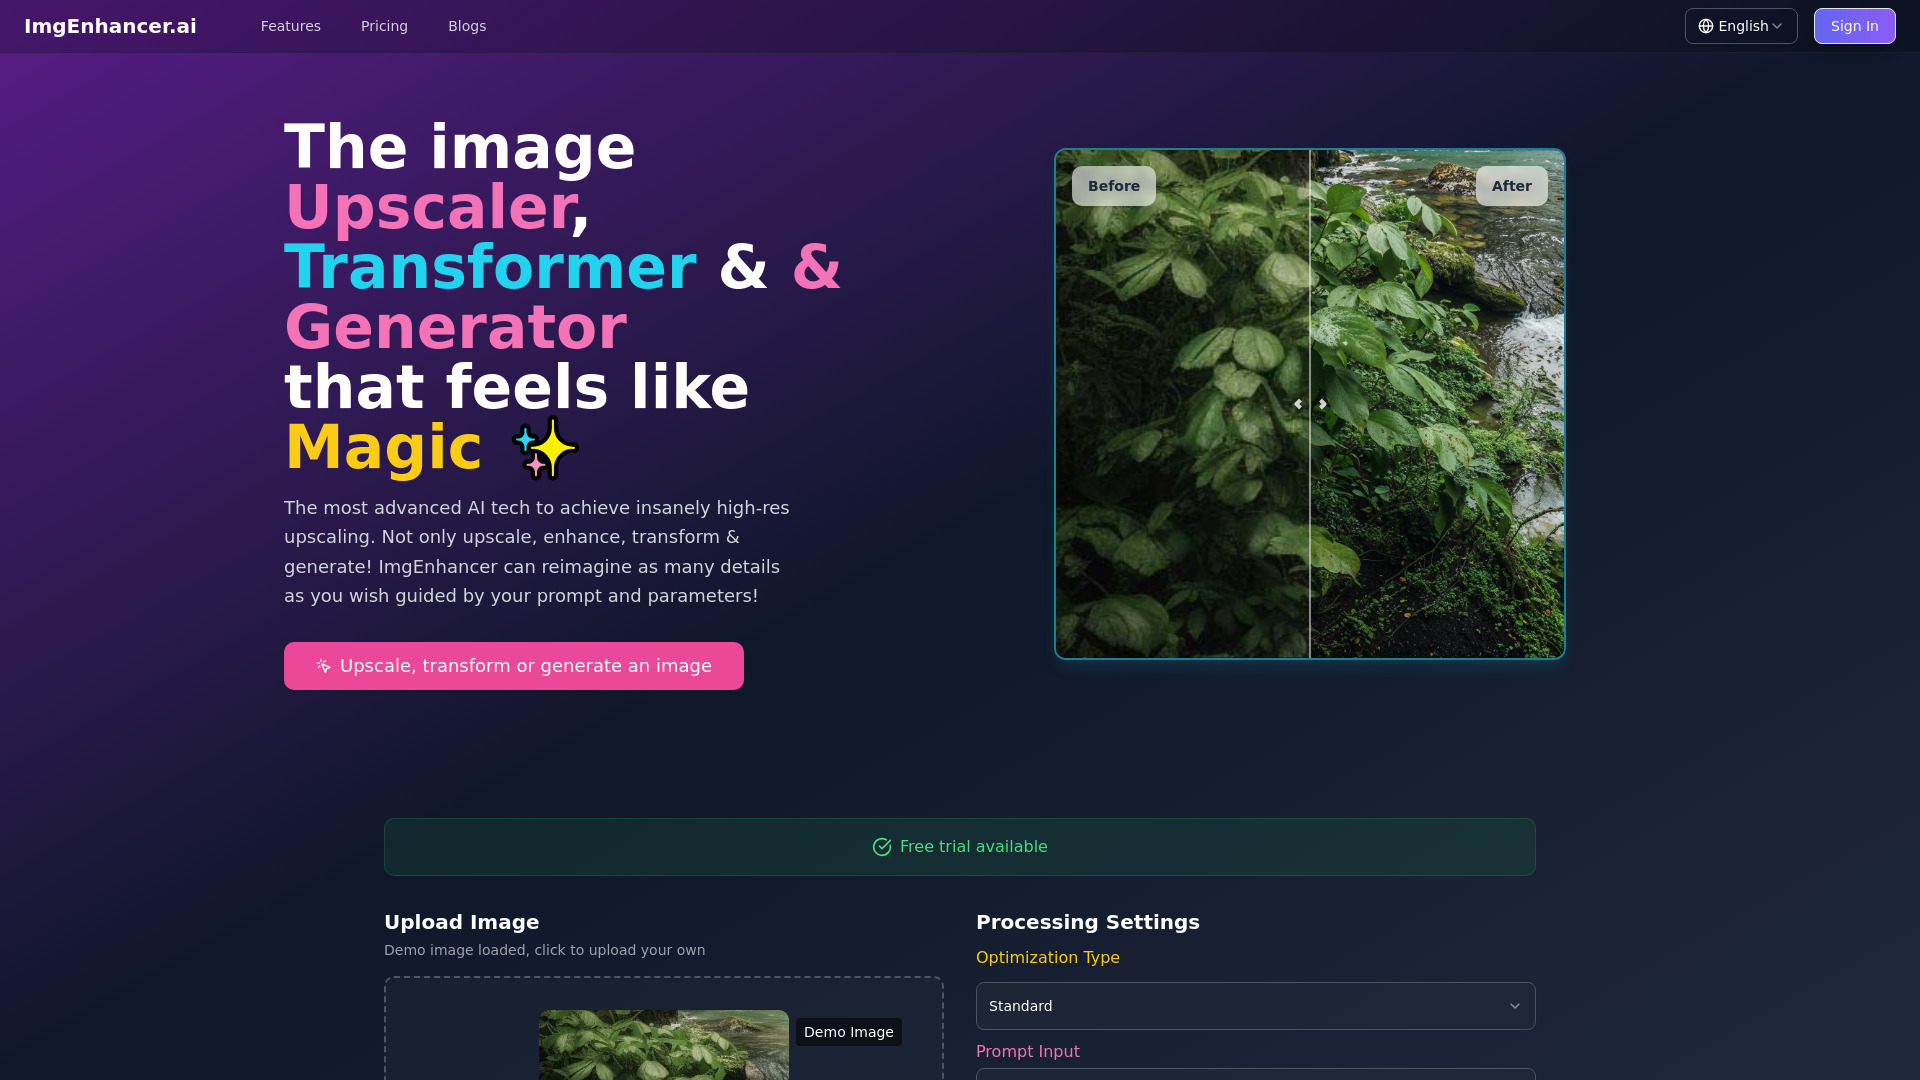 ImgEnhancer.ai
Features
Pricing
Blogs
English
Sign In
The image
Upscaler,
Transformer & &
Generator
that feels like
Magic
The most advanced AI tech to achieve insanely high-res
upscaling. Not only upscale, enhance, transform &
generate! ImgEnhancer can reimagine as many details
as you wish guided by your prompt and parameters!
Upscale, transform or generate an image
Before
After
Free trial available
Upload Image
Demo image loaded, click to upload your own
Demo Image
Processing Settings
Optimization Type
Standard
Prompt Input